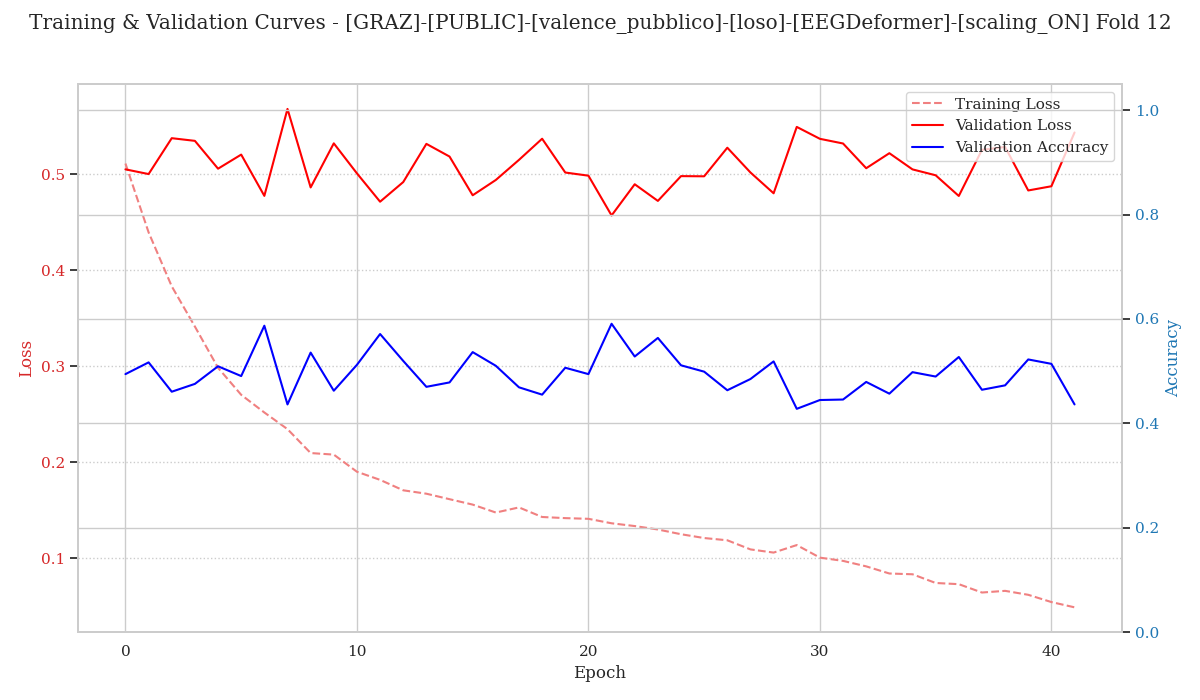 Training & Validation Curves - [GRAZ]-[PUBLIC]-[valence_pubblico]-[loso]-[EEGDeformer]-[scaling_ON] Fold 12
Training Loss
Validation Loss
Validation Accuracy
Loss
0.5
0.4
0.3
0.2
0.1
1.0
0.8
0.6
0.4
0.2
0.0
Accuracy
0
10
20
30
40
Epoch